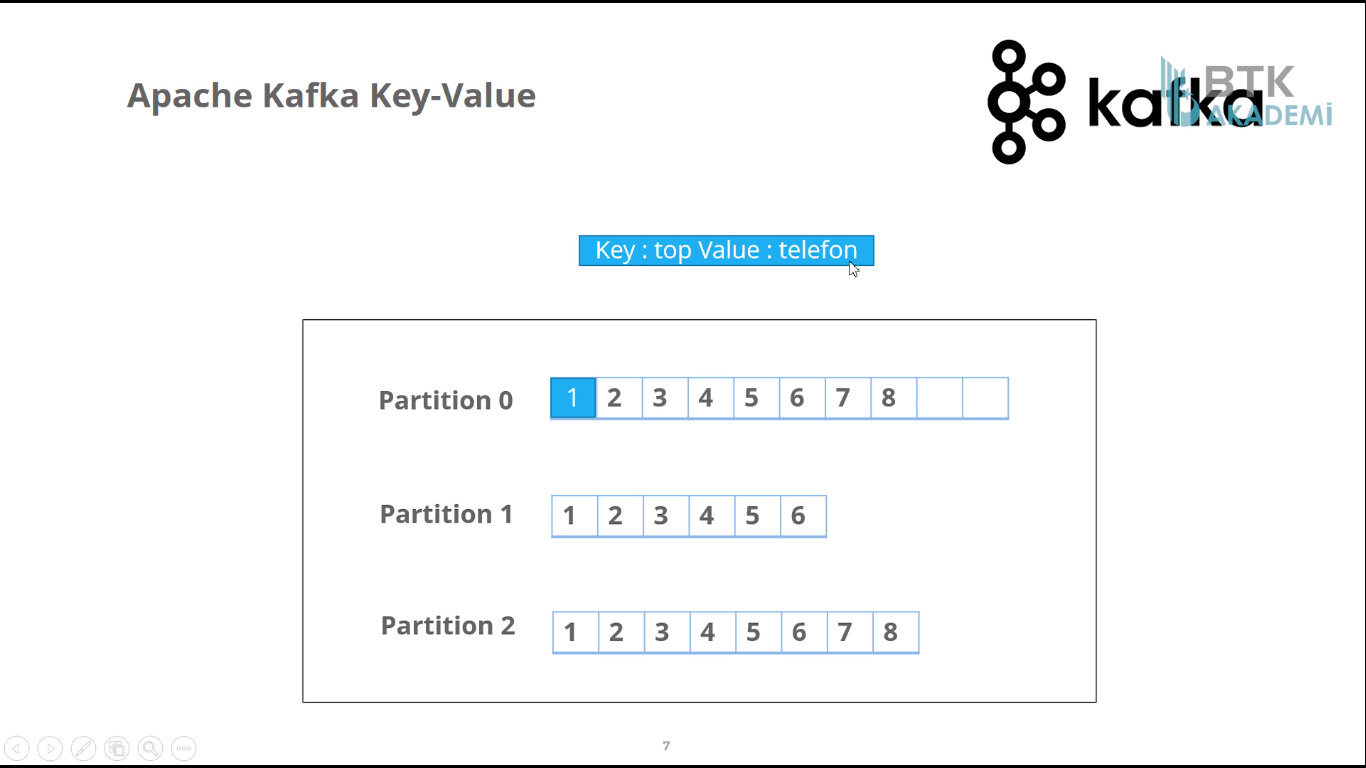 Apache Kafka Key-Value
kafka
BTK
AKADEMİ
Key : top Value : telefon
Partition 0 1 2 3 4 5 6 7 8
Partition 1 1 2 3 4 5 6
Partition 2 1 2 3 4 5 6 7 8
7